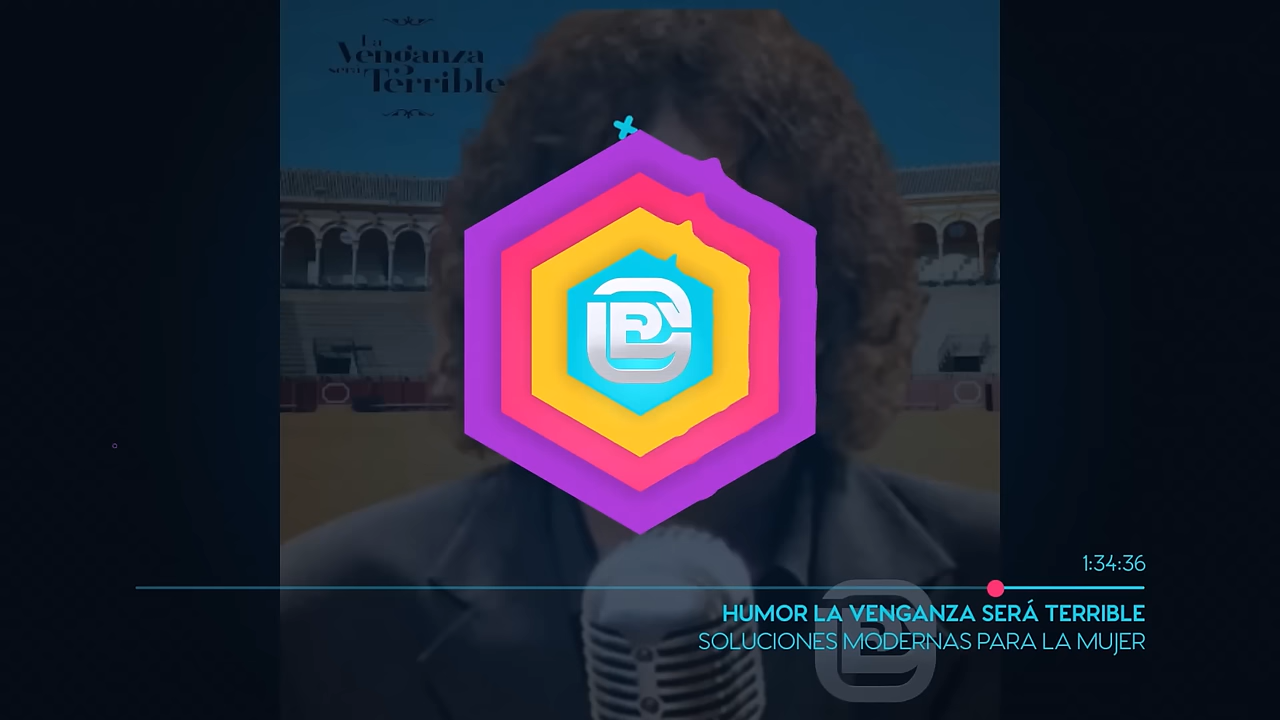 La
Venganza
será Terrible
1:34:36
HUMOR LA VENGANZA SERÁ TERRIBLE
SOLUCIONES MODERNAS PARA LA MUJER